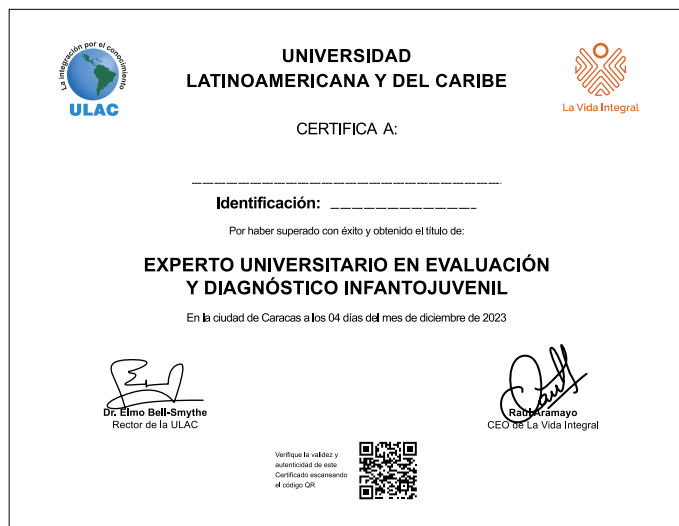 La integración por el conocimiento
ULAC
UNIVERSIDAD
LATINOAMERICANA Y DEL CARIBE
La Vida Integral
CERTIFICA A:
Identificación:
Por haber superado con éxito y obtenido el título de:
EXPERTO UNIVERSITARIO EN EVALUACIÓN
Y DIAGNÓSTICO INFANTOJUVENIL
En la ciudad de Caracas a los 04 días del mes de diciembre de 2023
Dr. Elmo Bell-Smythe
Rector de la ULAC
Raúl Aramayo
CEO de La Vida Integral
Verifique la validez y
autenticidad de este
Certificado escaneando
el código QR